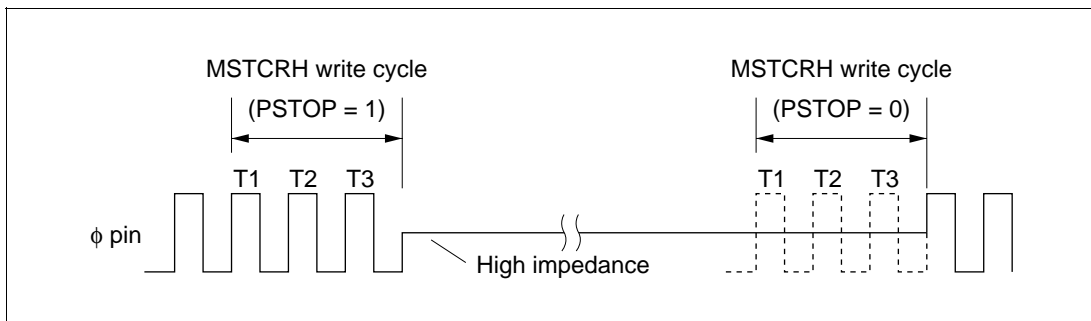 MSTCRH write cycle
MSTCRH write cycle
(PSTOP = 1)
(PSTOP = 0)
T1 T2 T3
T1 T2 T3
φ pin
High impedance